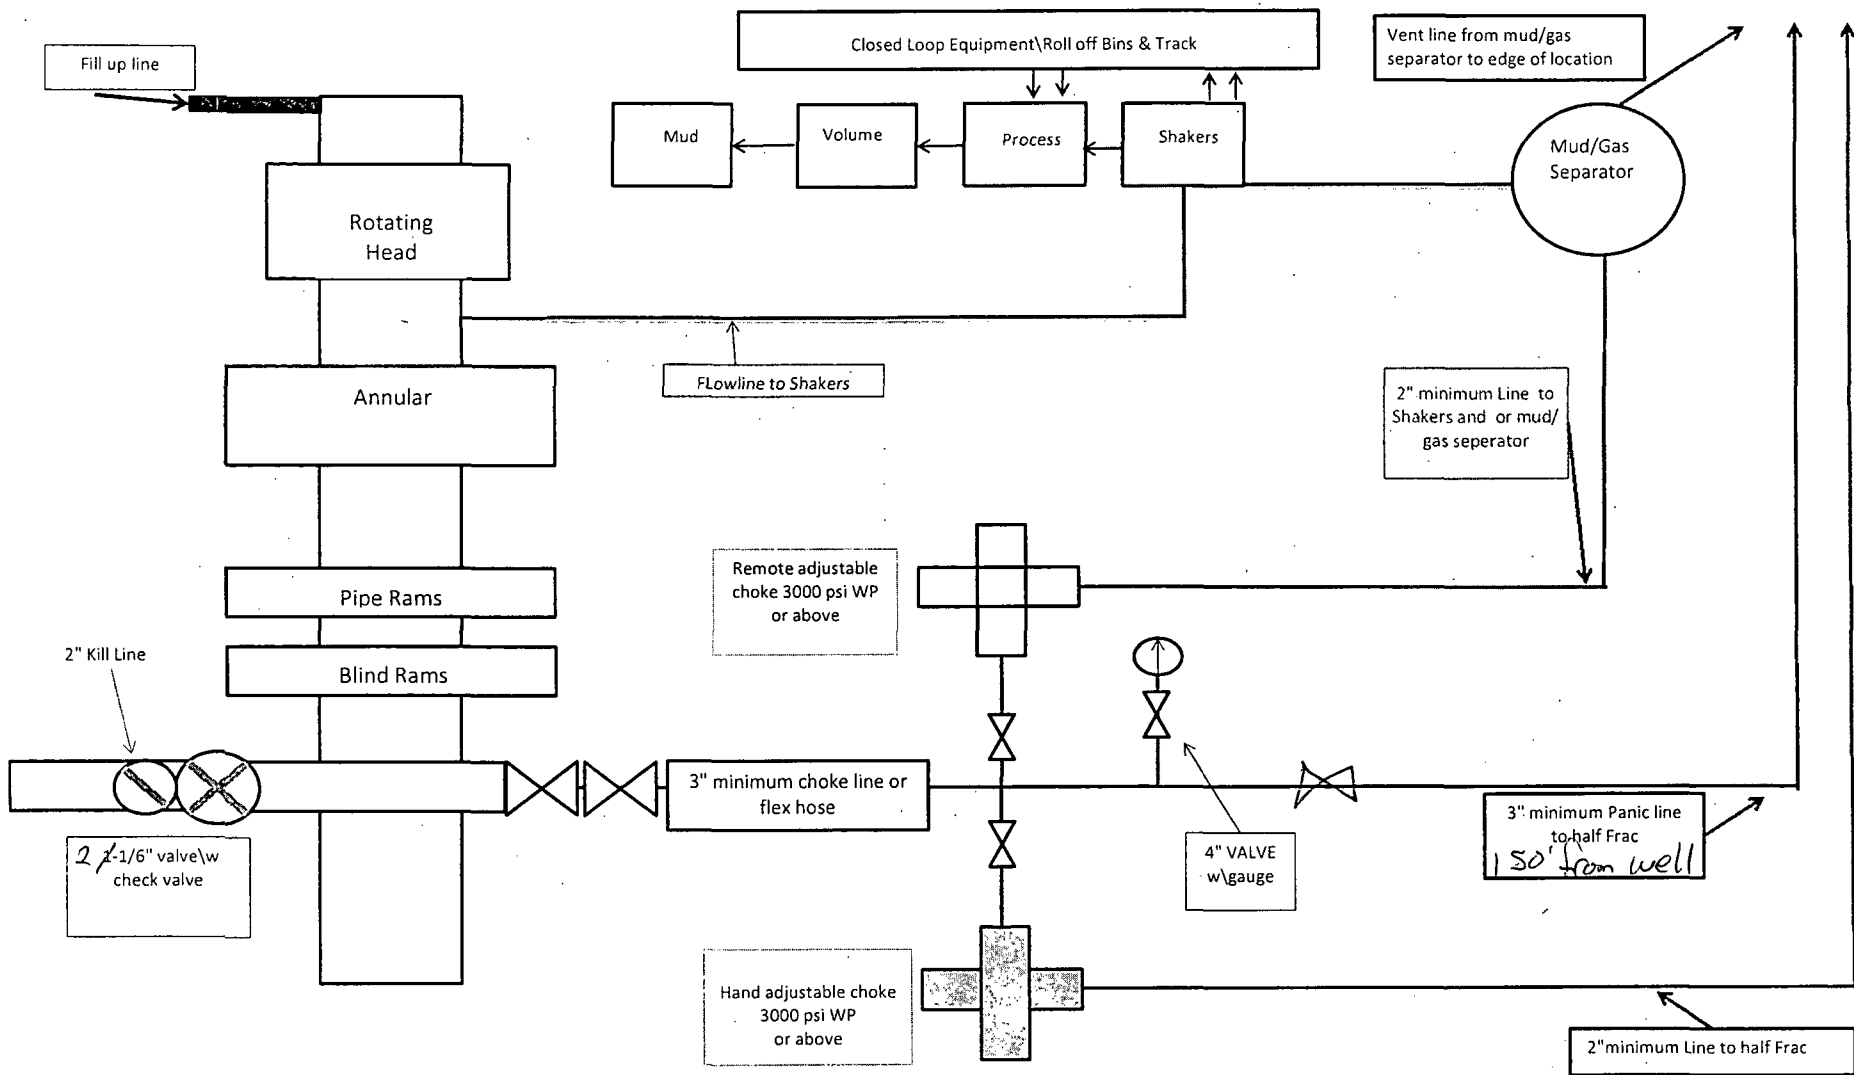 Closed Loop Equipment\Roll off Bins & Track
Vent line from mud/gas
separator to edge of location
Fill up line
Mud
Volume
Process
Shakers
Mud/Gas
Separator
Rotating
Head
FLowline to Shakers
Annular
2" minimum Line to
Shakers and or mud/
gas seperator
Remote adjustable
choke 3000 psi WP
or above
Pipe Rams
2" Kill Line
Blind Rams
3" minimum choke line or
flex hose
2 1-1/6" valve\w
check valve
4" VALVE
w\gauge
3" minimum Panic line
to half Frac
150' from well
Hand adjustable choke
3000 psi WP
or above
2"minimum Line to half Frac